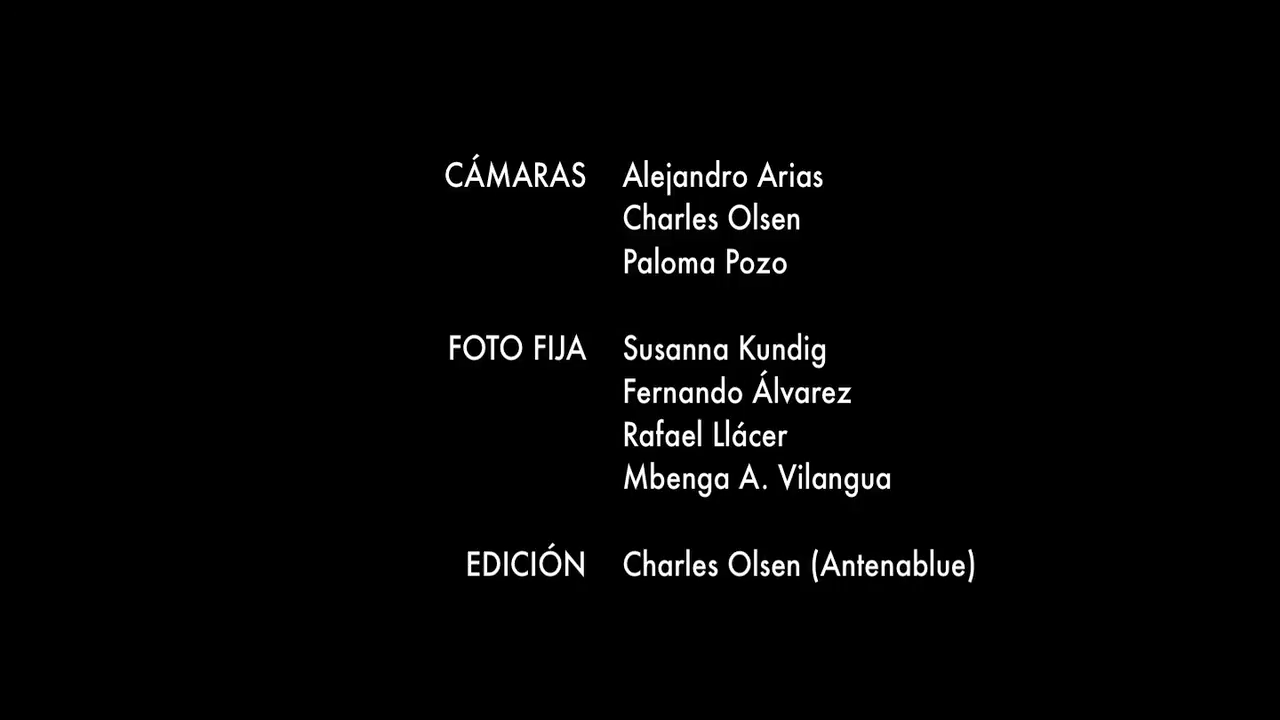 CÁMARAS Alejandro Arias
Charles Olsen
Paloma Pozo
FOTO FIJA Susanna Kundig
Fernando Álvarez
Rafael Llácer
Mbenga A. Vilangua
EDICIÓN Charles Olsen (Antenablue)